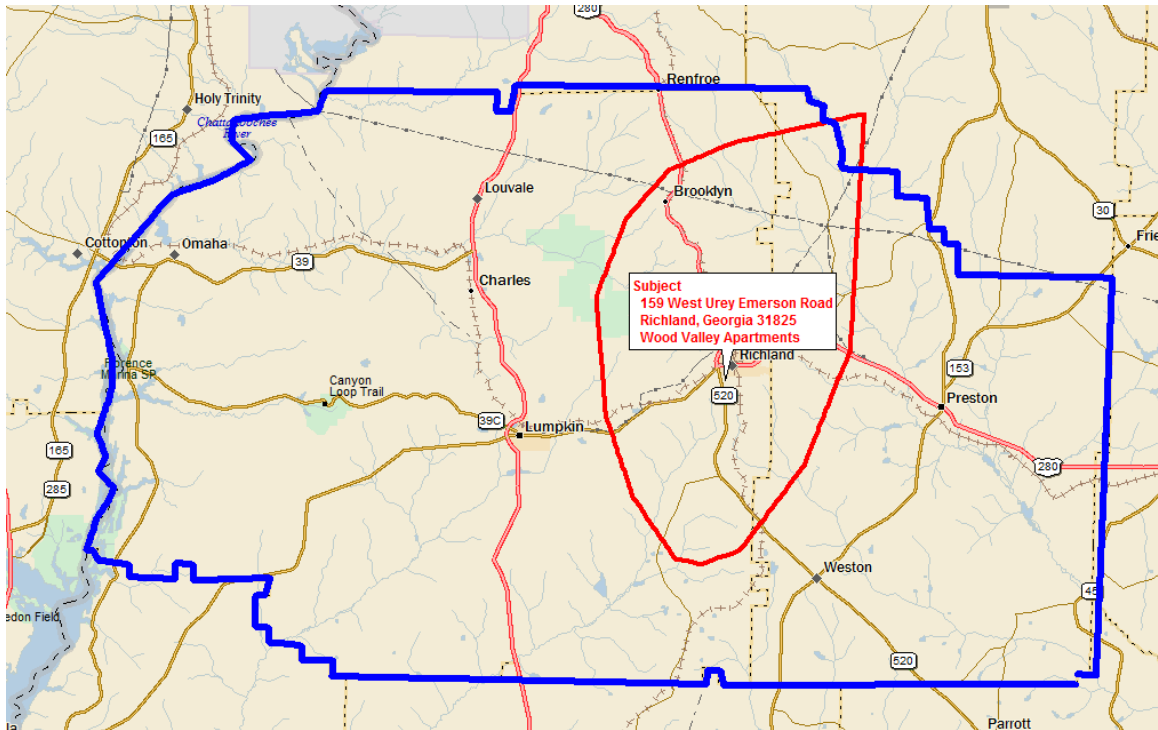 280
Renfroe
Holy Trinity
Chattahoochee
River
165
Louvale
Brooklyn
30
Cottonton
Omaha
39
Charles
Subject
159 West Urey Emerson Road
Richland, Georgia 31825
Wood Valley Apartments
Richland
Florence
Marina SP
Canyon
Loop Trail
153
520
Preston
39C
Lumpkin
165
280
285
Weston
520
Parrott